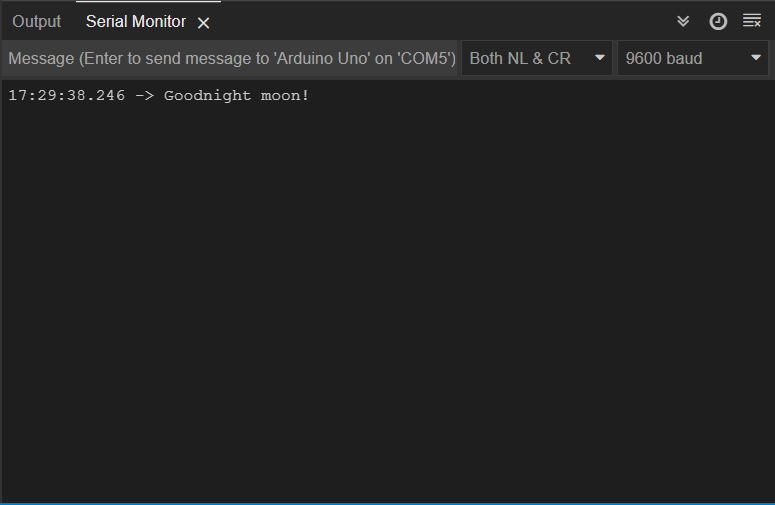 Output Serial Monitor
Message (Enter to send message to 'Arduino Uno' on 'COM5') Both NL & CR 9600 baud
17:29:38.246 -> Goodnight moon!